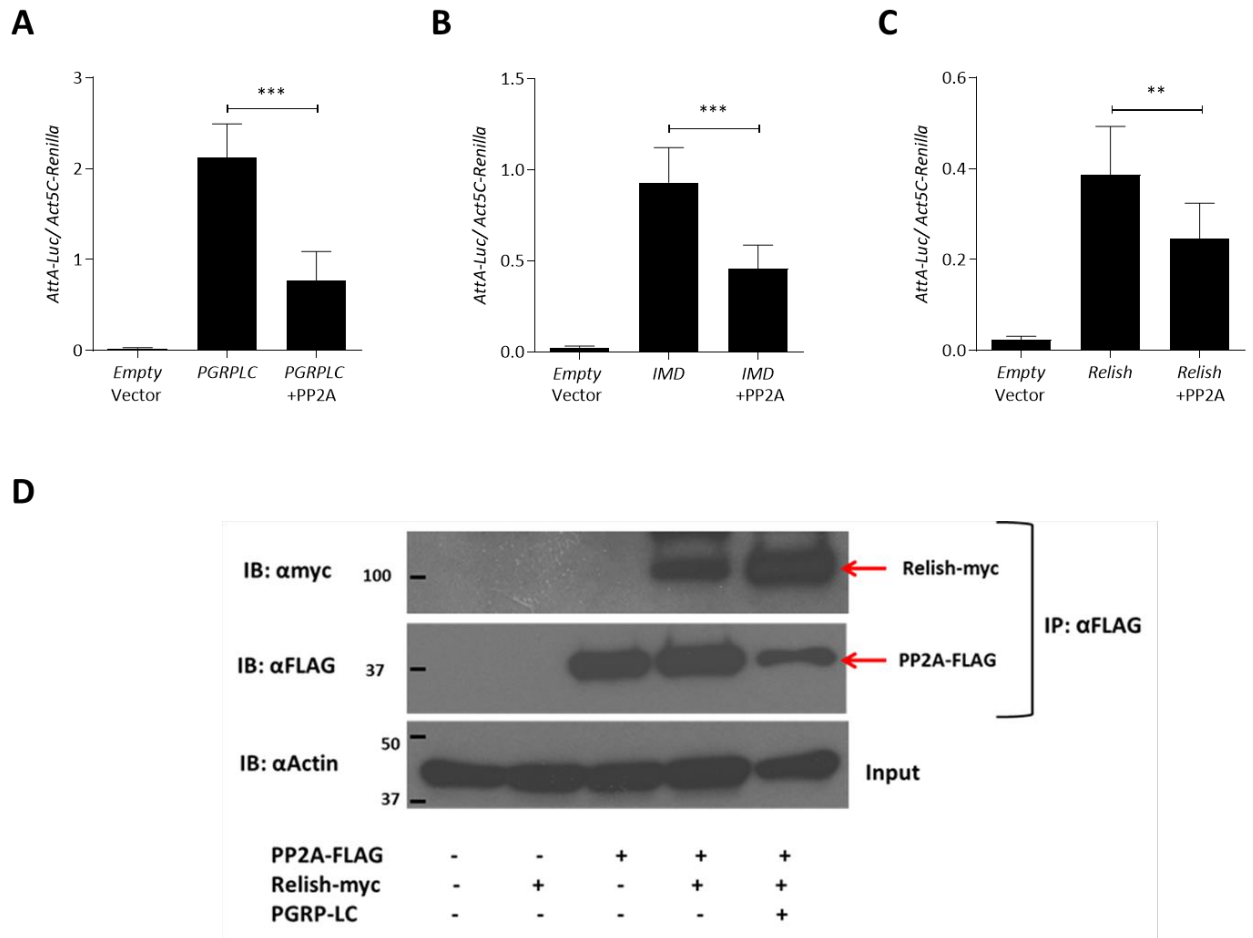 A
AttA-Luc/ Act5C-Renilla
3
2
1
0
***
Empty
Vector
PGRPLC
PGRPLC
+PP2A
B
AttA-Luc/ Act5C-Renilla
1.5
1.0
0.5
0.0
***
Empty
Vector
IMD
IMD
+PP2A
C
AttA-Luc/ Act5C-Renilla
0.6
0.4
0.2
0.0
**
Empty
Vector
Relish
Relish
+PP2A
D
IB: αmyc 100 Relish-myc
IP: αFLAG
IB: αFLAG 37 PP2A-FLAG
50
IB: αActin Input
37
PP2A-FLAG - - + + +
Relish-myc - + - + +
PGRP-LC - - - - +